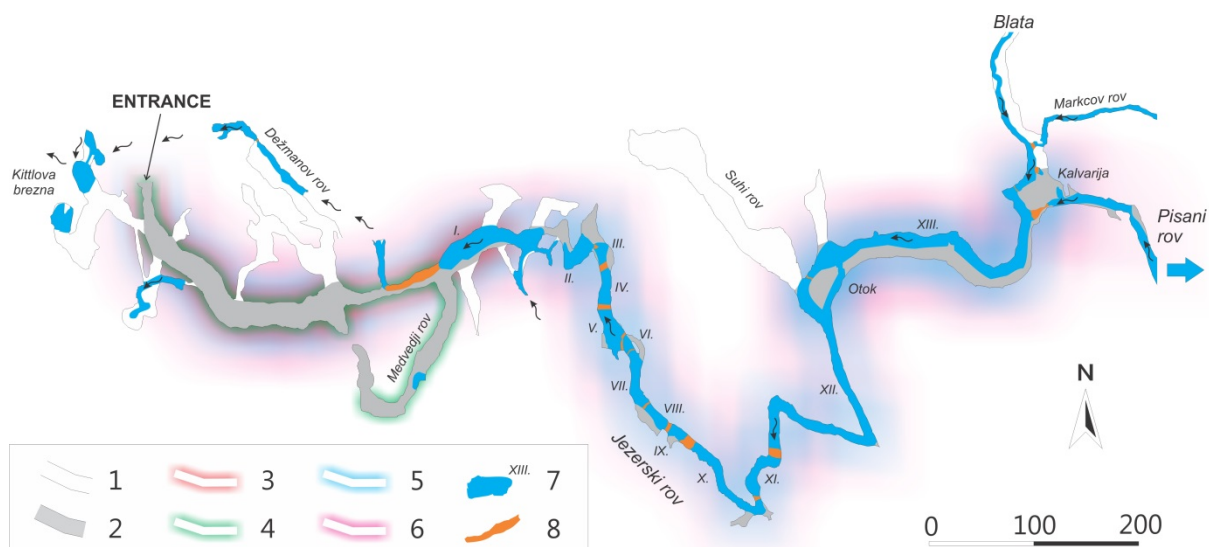 Blata
Markcov rov
ENTRANCE
Dežmanov rov
Kittlova
brezna
Kalvarija
Suhi rov
Pisani
rov
I.
XIII.
III.
II.
IV.
Otok
V.
VI.
Medvedji rov
VII.
XII.
N
VIII.
IX.
Jezerski rov
X.
XI.
1
3
5
XIII.
7
2
4
6
8
0
100
200